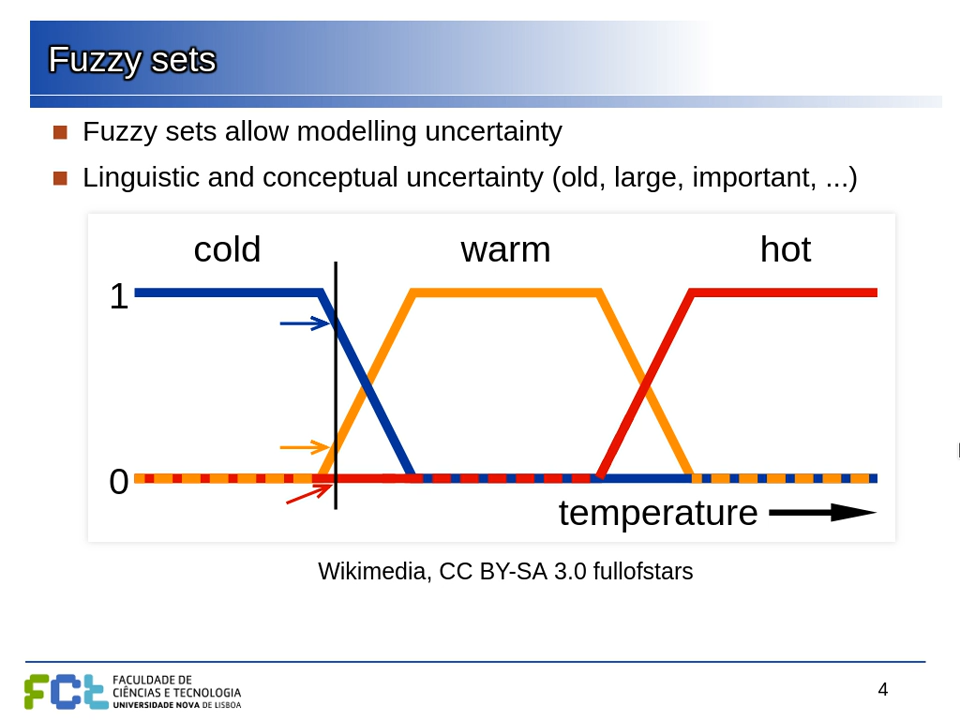 Fuzzy sets
Fuzzy sets allow modelling uncertainty
Linguistic and conceptual uncertainty (old, large, important, ...)
cold warm hot
1
0
temperature
Wikimedia, CC BY-SA 3.0 fullofstars
FCt FACULDADE DE
CIÊNCIAS E TECNOLOGIA
UNIVERSIDADE NOVA DE LISBOA
4